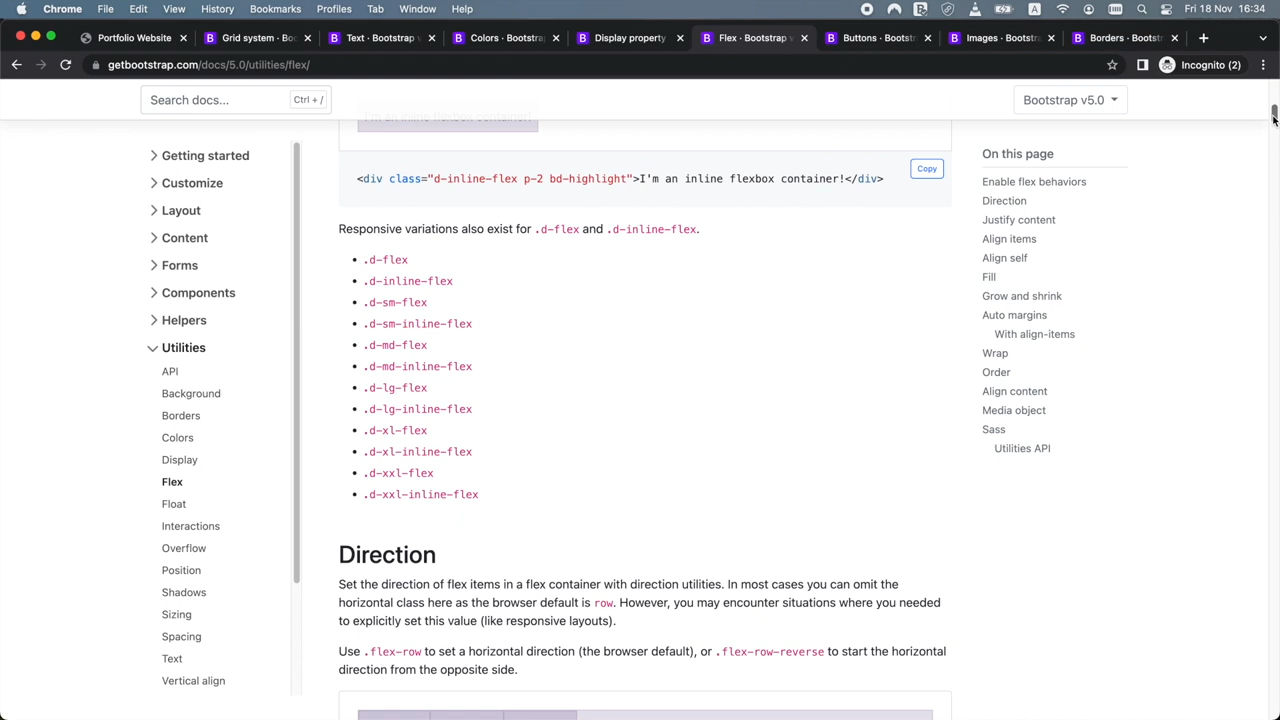 Chrome File Edit View History Bookmarks Profiles Tab Window Help
A Fri 18 Nov 16:34
Portfolio Website
Grid system · Boo
Text · Bootstrap v
Colors · Bootstrap
Display property
Flex · Bootstrap v
Buttons · Bootstra
Images · Bootstra
Borders · Bootstra
getbootstrap.com/docs/5.0/utilities/flex/
Incognito (2)
Search docs...
Ctrl + /
Bootstrap v5.0
Getting started
Customize
Layout
Content
Forms
Components
Helpers
Utilities
API
Background
Borders
Colors
Display
Flex
Float
Interactions
Overflow
Position
Shadows
Sizing
Spacing
Text
Vertical align
I'm an inline flexbox container!
<div class="d-inline-flex p-2 bd-highlight">I'm an inline flexbox container!</div>
Copy
Responsive variations also exist for .d-flex and .d-inline-flex.
.d-flex
.d-inline-flex
.d-sm-flex
.d-sm-inline-flex
.d-md-flex
.d-md-inline-flex
.d-lg-flex
.d-lg-inline-flex
.d-xl-flex
.d-xl-inline-flex
.d-xxl-flex
.d-xxl-inline-flex
Direction
Set the direction of flex items in a flex container with direction utilities. In most cases you can omit the
horizontal class here as the browser default is row. However, you may encounter situations where you needed
to explicitly set this value (like responsive layouts).
Use .flex-row to set a horizontal direction (the browser default), or .flex-row-reverse to start the horizontal
direction from the opposite side.
On this page
Enable flex behaviors
Direction
Justify content
Align items
Align self
Fill
Grow and shrink
Auto margins
With align-items
Wrap
Order
Align content
Media object
Sass
Utilities API